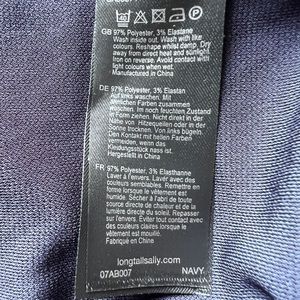 GB 97% Polyester, 3% Elastane
Wash inside out. Wash with like
colours. Reshape whilst damp. Dry
away from direct heat and sunlight
Iron on reverse. Avoid contact with
light colours when wet.
Manufactured in China
DE 97% Polyester, 3% Elastan
Auf links waschen. Mit
ähnlichen Farben zusammen
waschen. Im noch feuchten Zustand
in Form ziehen. Nicht in der
Nähe von Hitzequellen oder in der
Sonne trocknen. Von links bügeln.
Den Kontakt mit hellen Farben
vermeiden, wenn das
Kleidungsstück nass ist.
Hergestellt in China
FR 97% Polyester, 3% Élasthanne
Laver à l'envers. Laver avec des
couleurs semblables. Remettre en
forme lorsque le vêtement est
humide. Sécher à l'abri de toute
source directe de chaleur et des
rayons du soleil. Repasser sur
l'envers. Éviter tout contact avec
des couleurs claires lorsque
le vêtement est mouillé.
Fabriqué en Chine
longtallsally.com
07AB007 NAVY